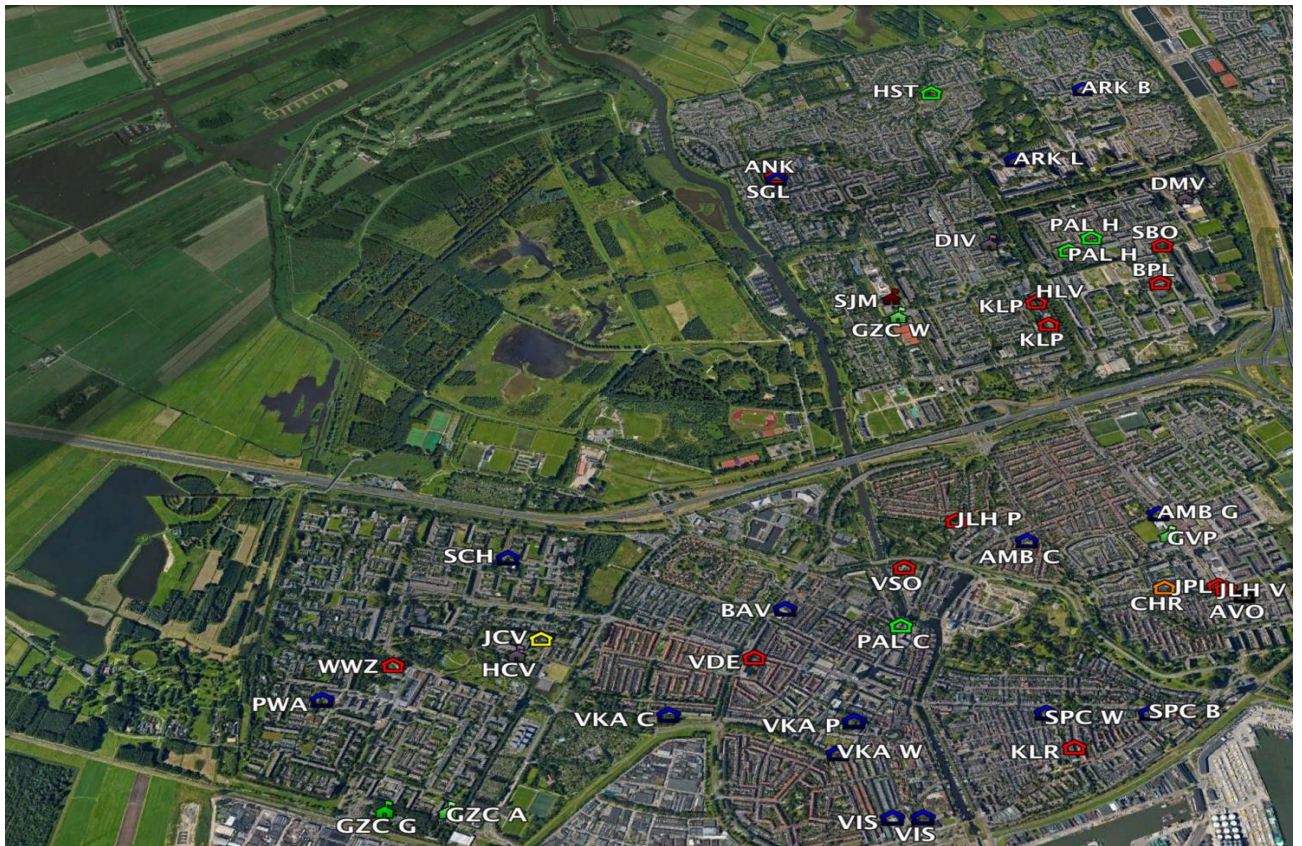 HST
ARK B
ANK
SGL
ARK L
DMV
PAL H
DIV
SBO
PAL H
BPL
SJM
KLP
HLV
GZC W
KLP
JLH P
AMB G
AMB C
GVP
SCH
VSO
BAV
CHR
JPL
JLH V
AVO
JCV
PAL C
WWZ
HCV
VDE
PWA
VKA C
VKA P
SPC W
SPC B
VKA W
KLR
GZC G
GZC A
VIS
VIS